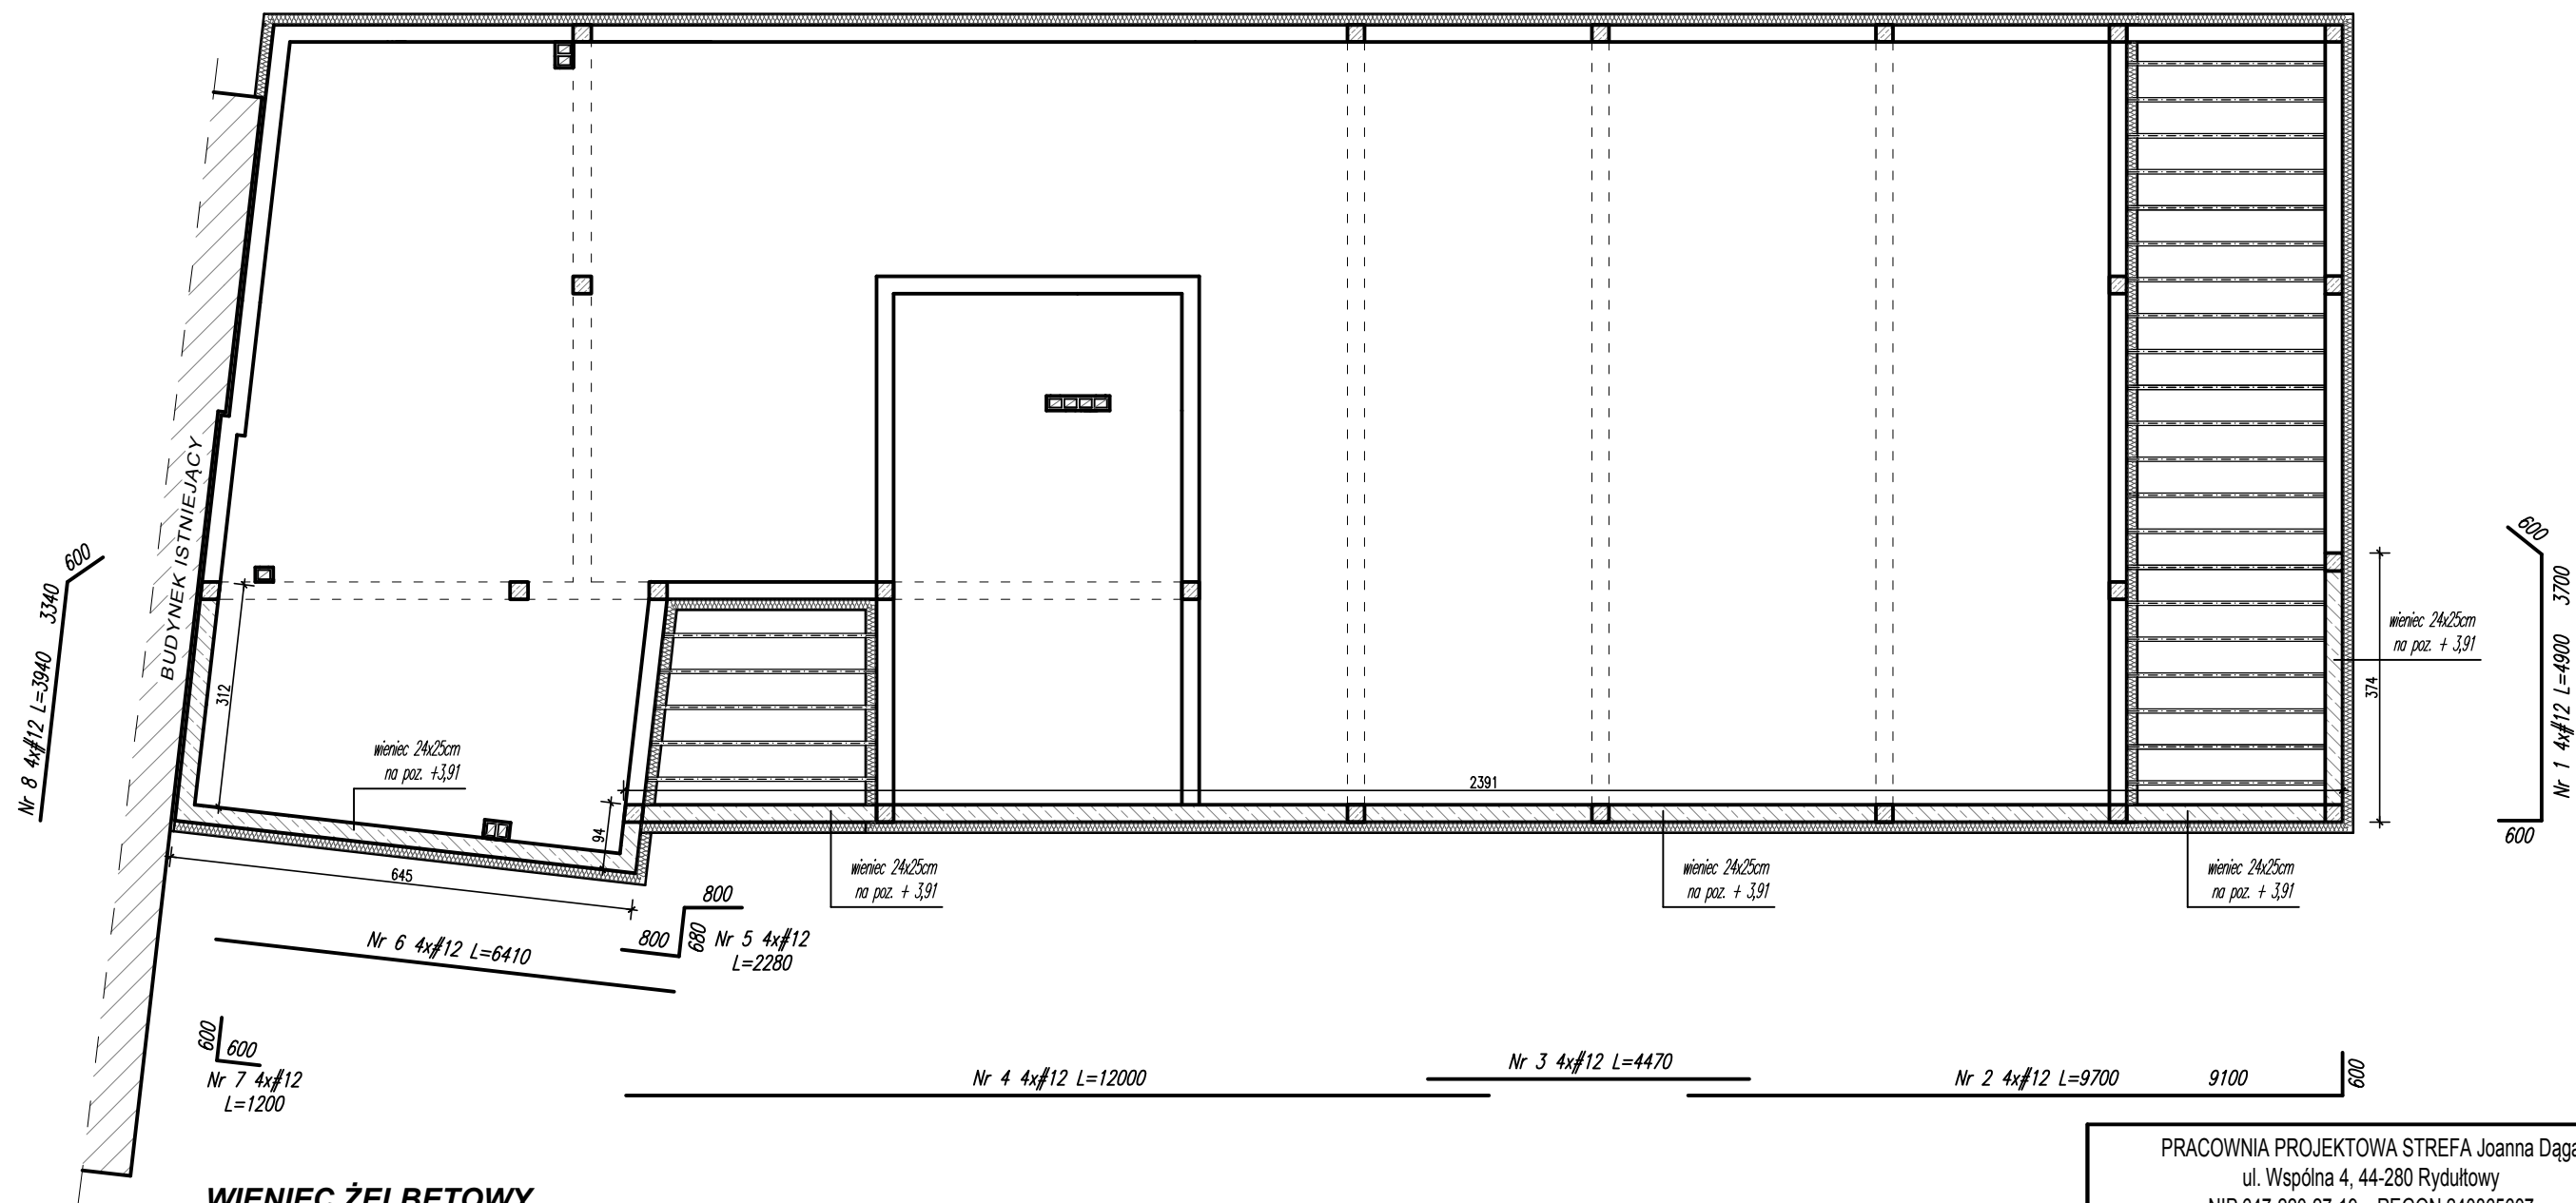 BUDYNEK ISTNIEJĄCY
600
3340
Nr 8 4x#12 L=3940
312
wieniec 24x25cm
na poz. +3,91
645
94
2391
374
wieniec 24x25cm
na poz. + 3,91
600
3700
Nr 1 4x#12 L=4900
600
wieniec 24x25cm
na poz. + 3,91
wieniec 24x25cm
na poz. + 3,91
wieniec 24x25cm
na poz. + 3,91
800
800
680
Nr 5 4x#12
L=2280
Nr 6 4x#12 L=6410
600
600
Nr 7 4x#12
L=1200
Nr 4 4x#12 L=12000
Nr 3 4x#12 L=4470
Nr 2 4x#12 L=9700
9100
600
WIENIEC ŻELBETOWY
PRACOWNIA PROJEKTOWA STREFA Joanna Dąga
ul. Wspólna 4, 44-280 Rydułtowy